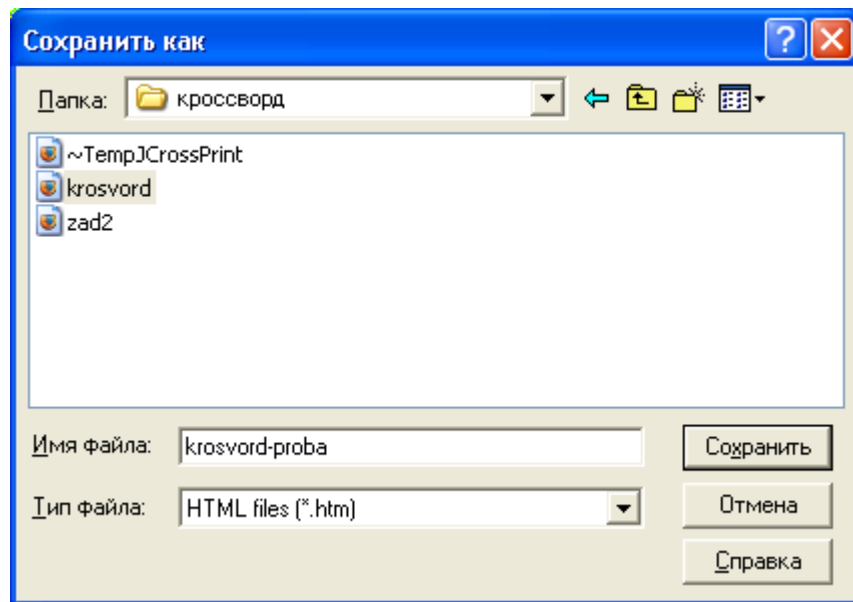 Сохранить как
Папка: кроссворд
~TempJCrossPrint
krosvord
zad2
Имя файла: krosvord-proba Сохранить
Тип файла: HTML files (*.htm) Отмена
Справка